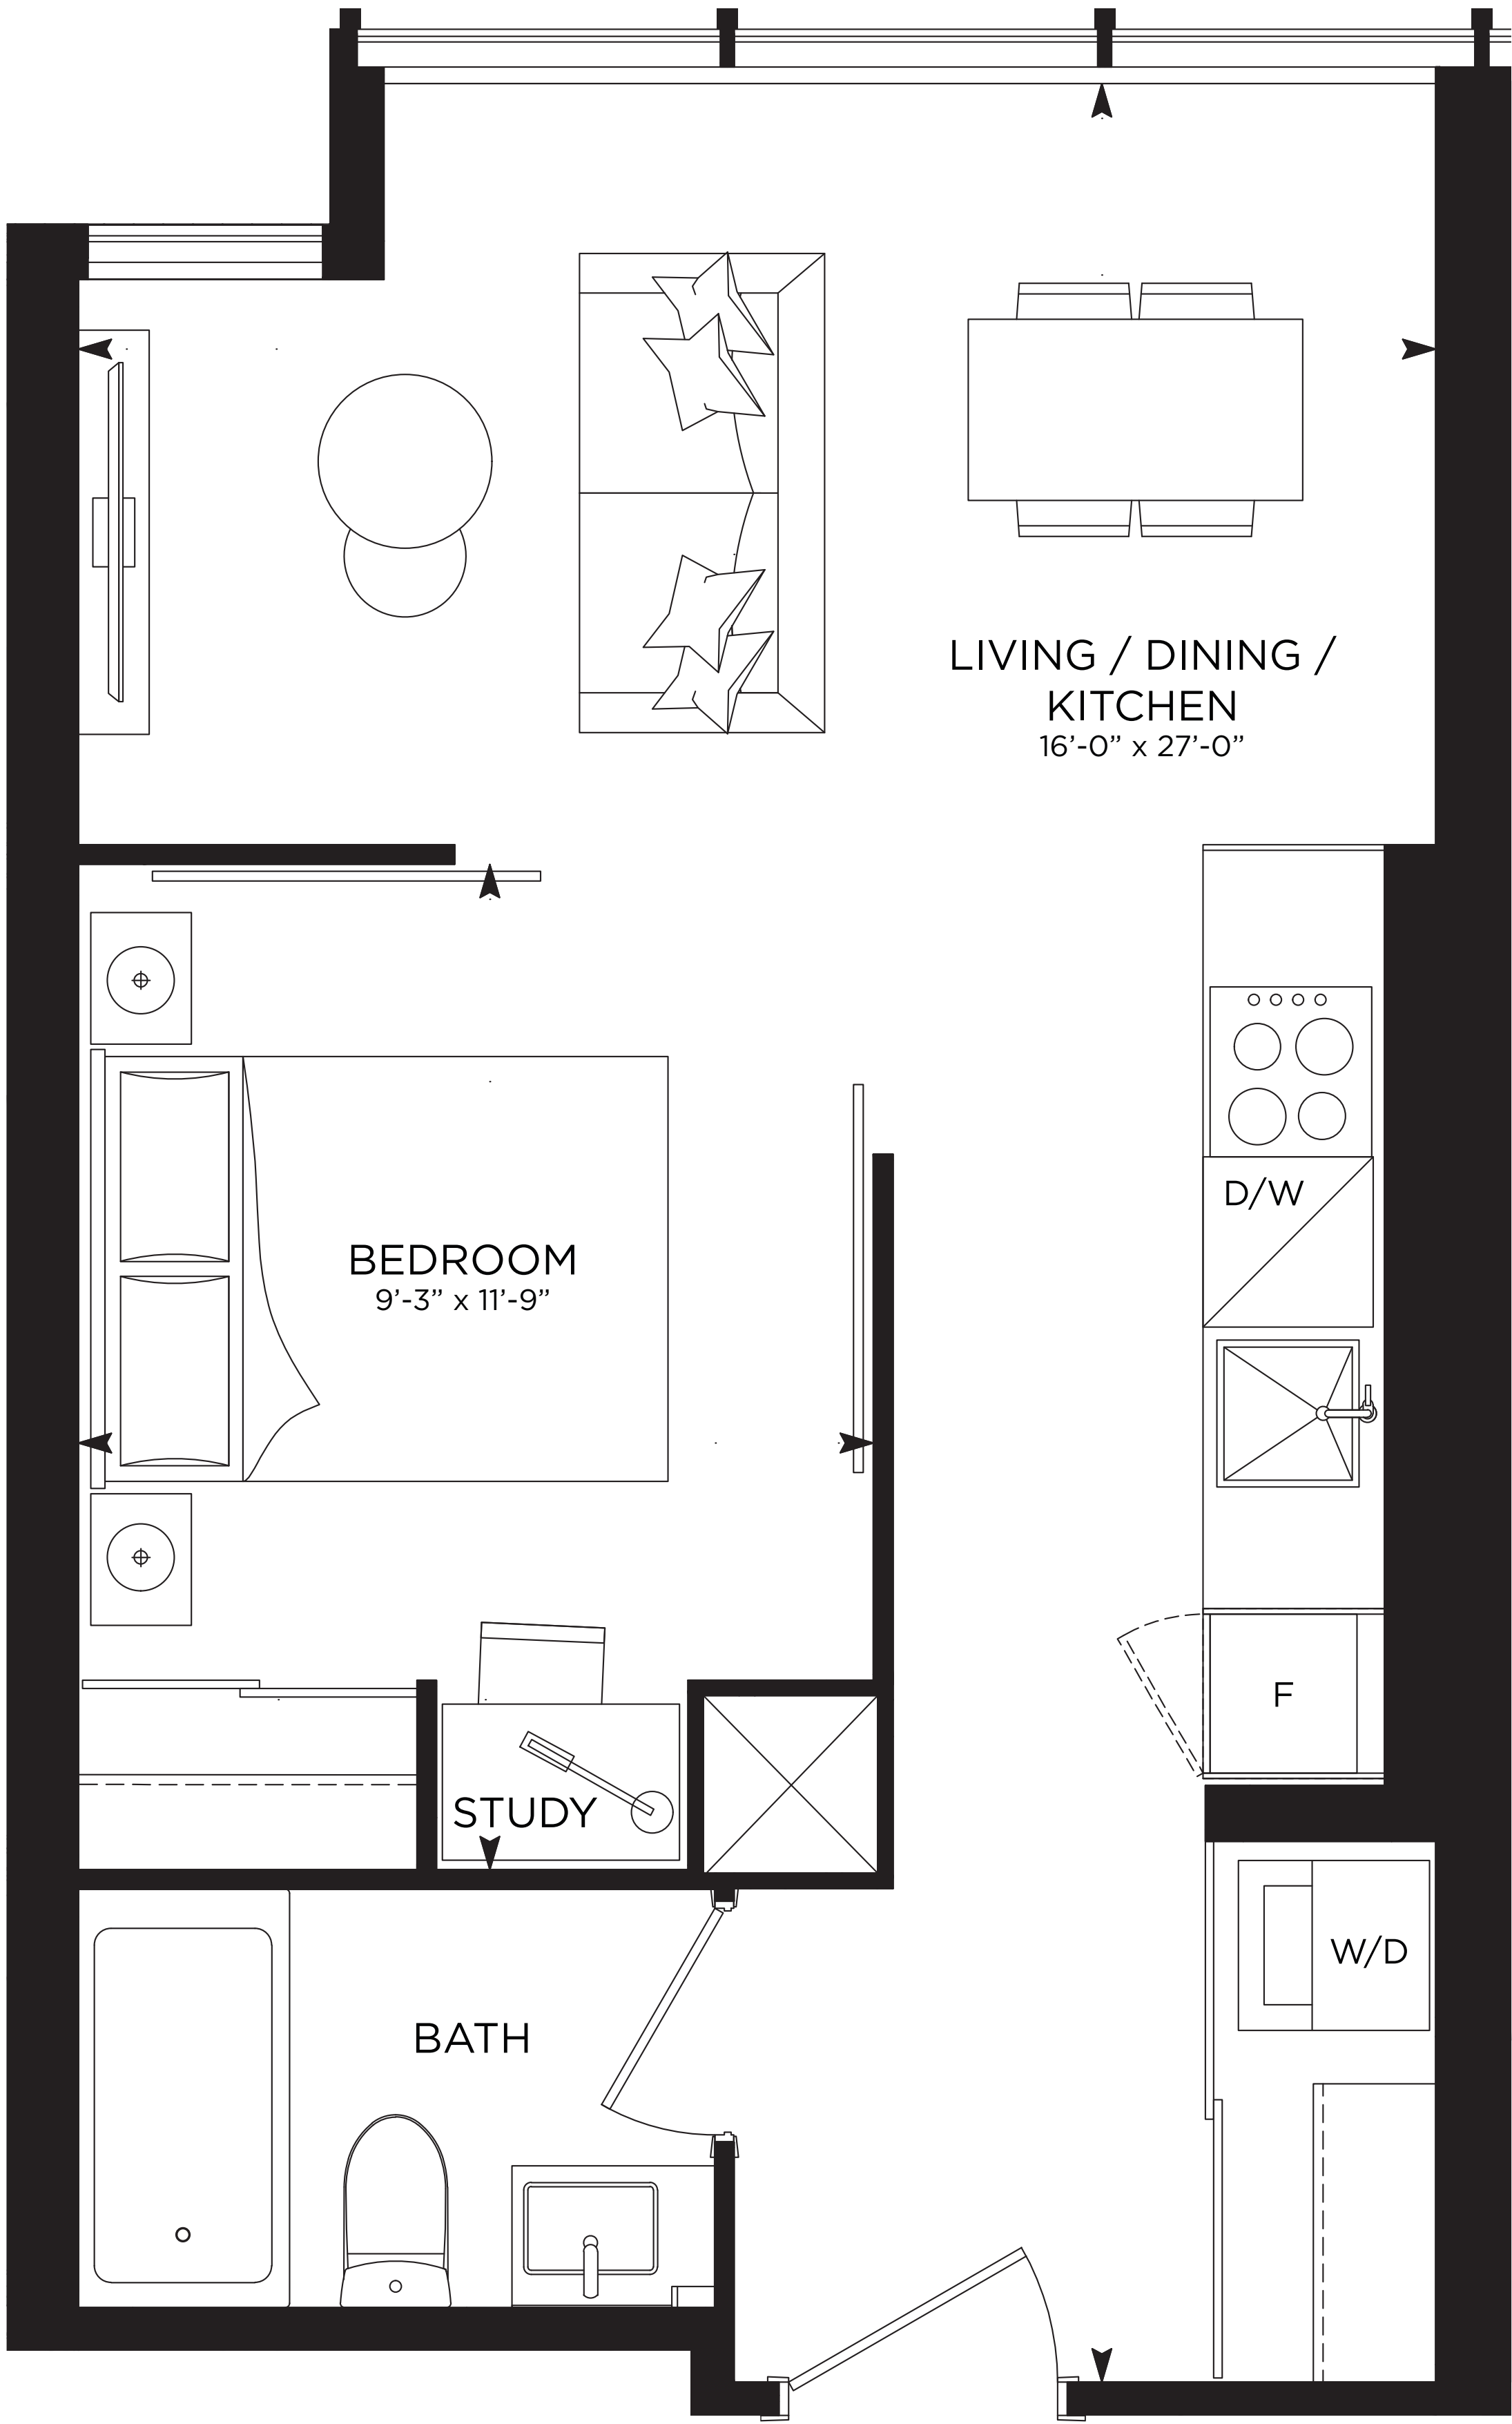 LIVING / DINING /
KITCHEN
16’-0” x 27’-0”
D/W
BEDROOM
9’-3” x 11’-9”
F
STUDY
W/D
BATH